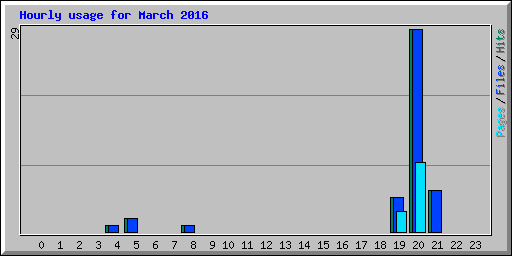 Hourly usage for March 2016
29
Pages/Files/Hits
0 1 2 3 4 5 6 7 8 9 10 11 12 13 14 15 16 17 18 19 20 21 22 23